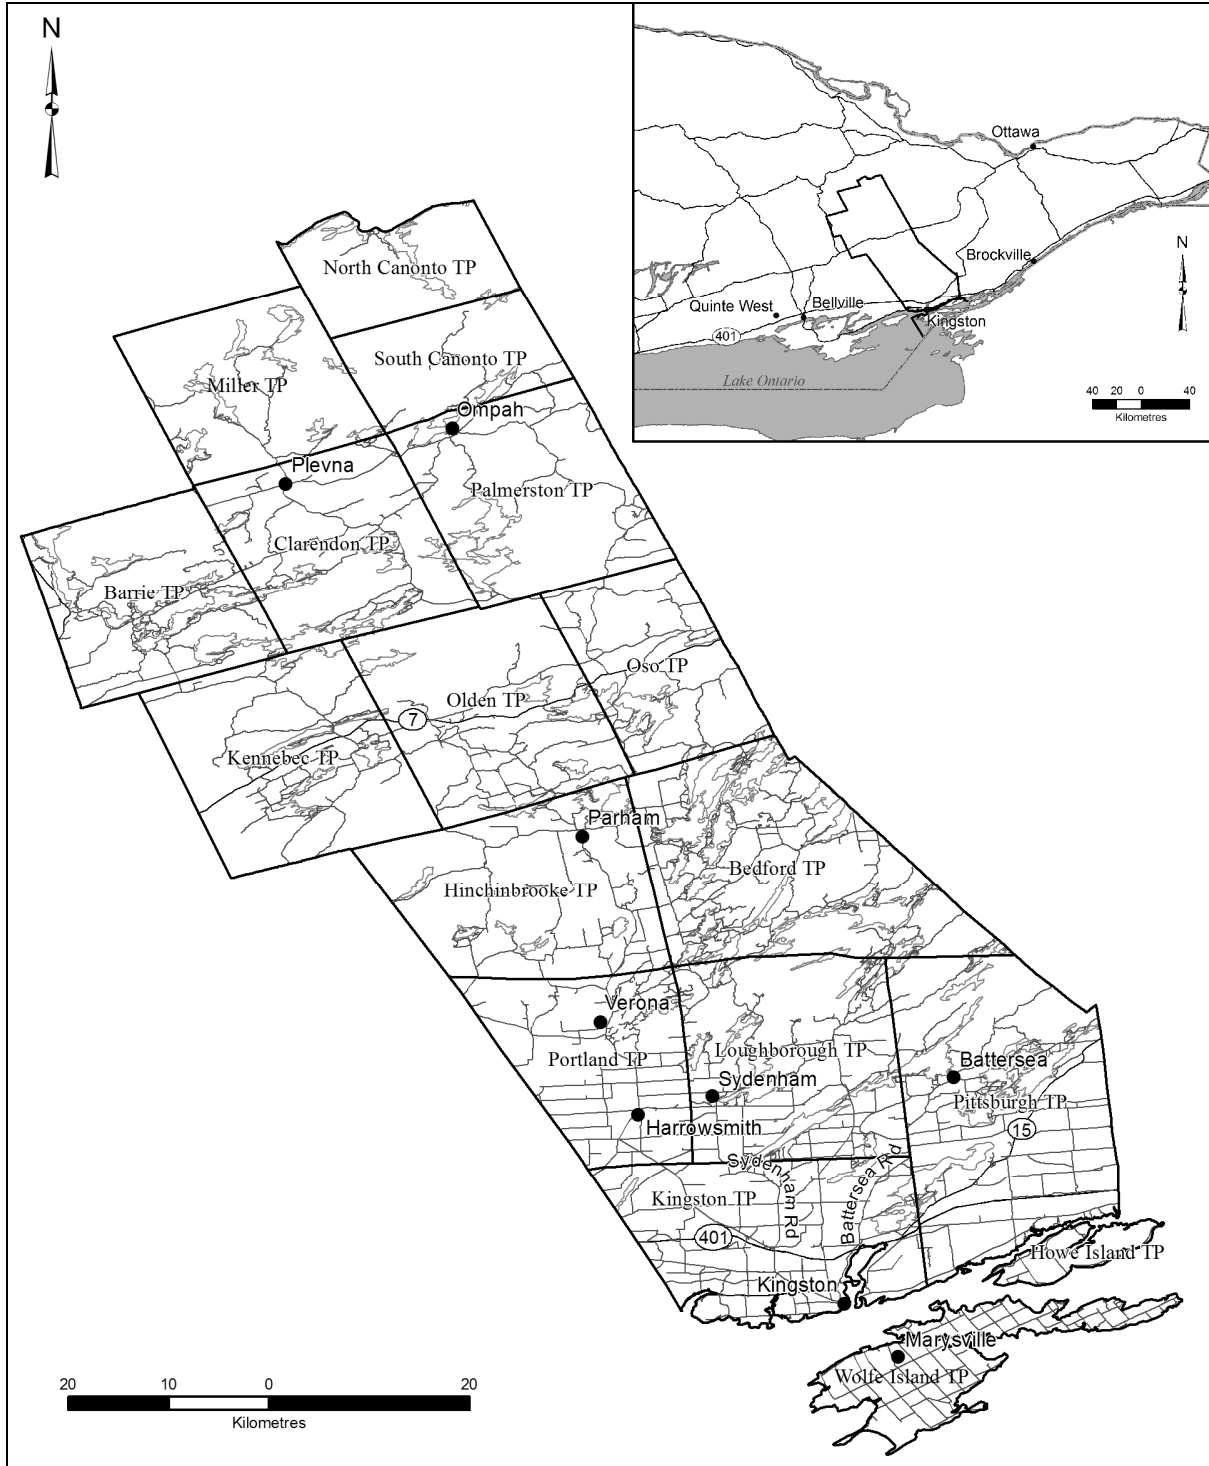 N
Ottawa
Brockville
N
Quinte West
Bellville
Kingston
401
Lake Ontario
40 20 0 40
Kilometres
North Canonto TP
South Canonto TP
Miller TP
Ompah
Plevna
Palmerston TP
Clarendon TP
Barrie TP
Oso TP
Olden TP
7
Kennebec TP
Parham
Bedford TP
Hinchinbrooke TP
Verona
Loughborough TP
Portland TP
Battersea
Sydenham
Pittsburgh TP
Harrowsmith
15
Sydenham Rd
Battersea Rd
Kingston TP
401
Howe Island TP
Kingston
Marysville
Wolfe Island TP
20 10 0 20
Kilometres